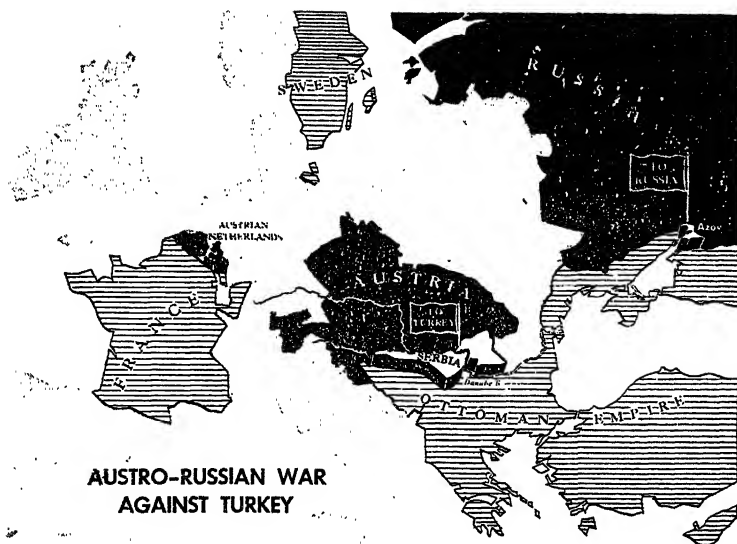 SWEDEN
RUSSIA
TO
RUSSIA
Azov
AUSTRIAN
NETHERLANDS
FRANCE
AUSTRIA
TO
TURKEY
SERBIA
Danube R
OTTOMAN EMPIRE
AUSTRO-RUSSIAN WAR
AGAINST TURKEY